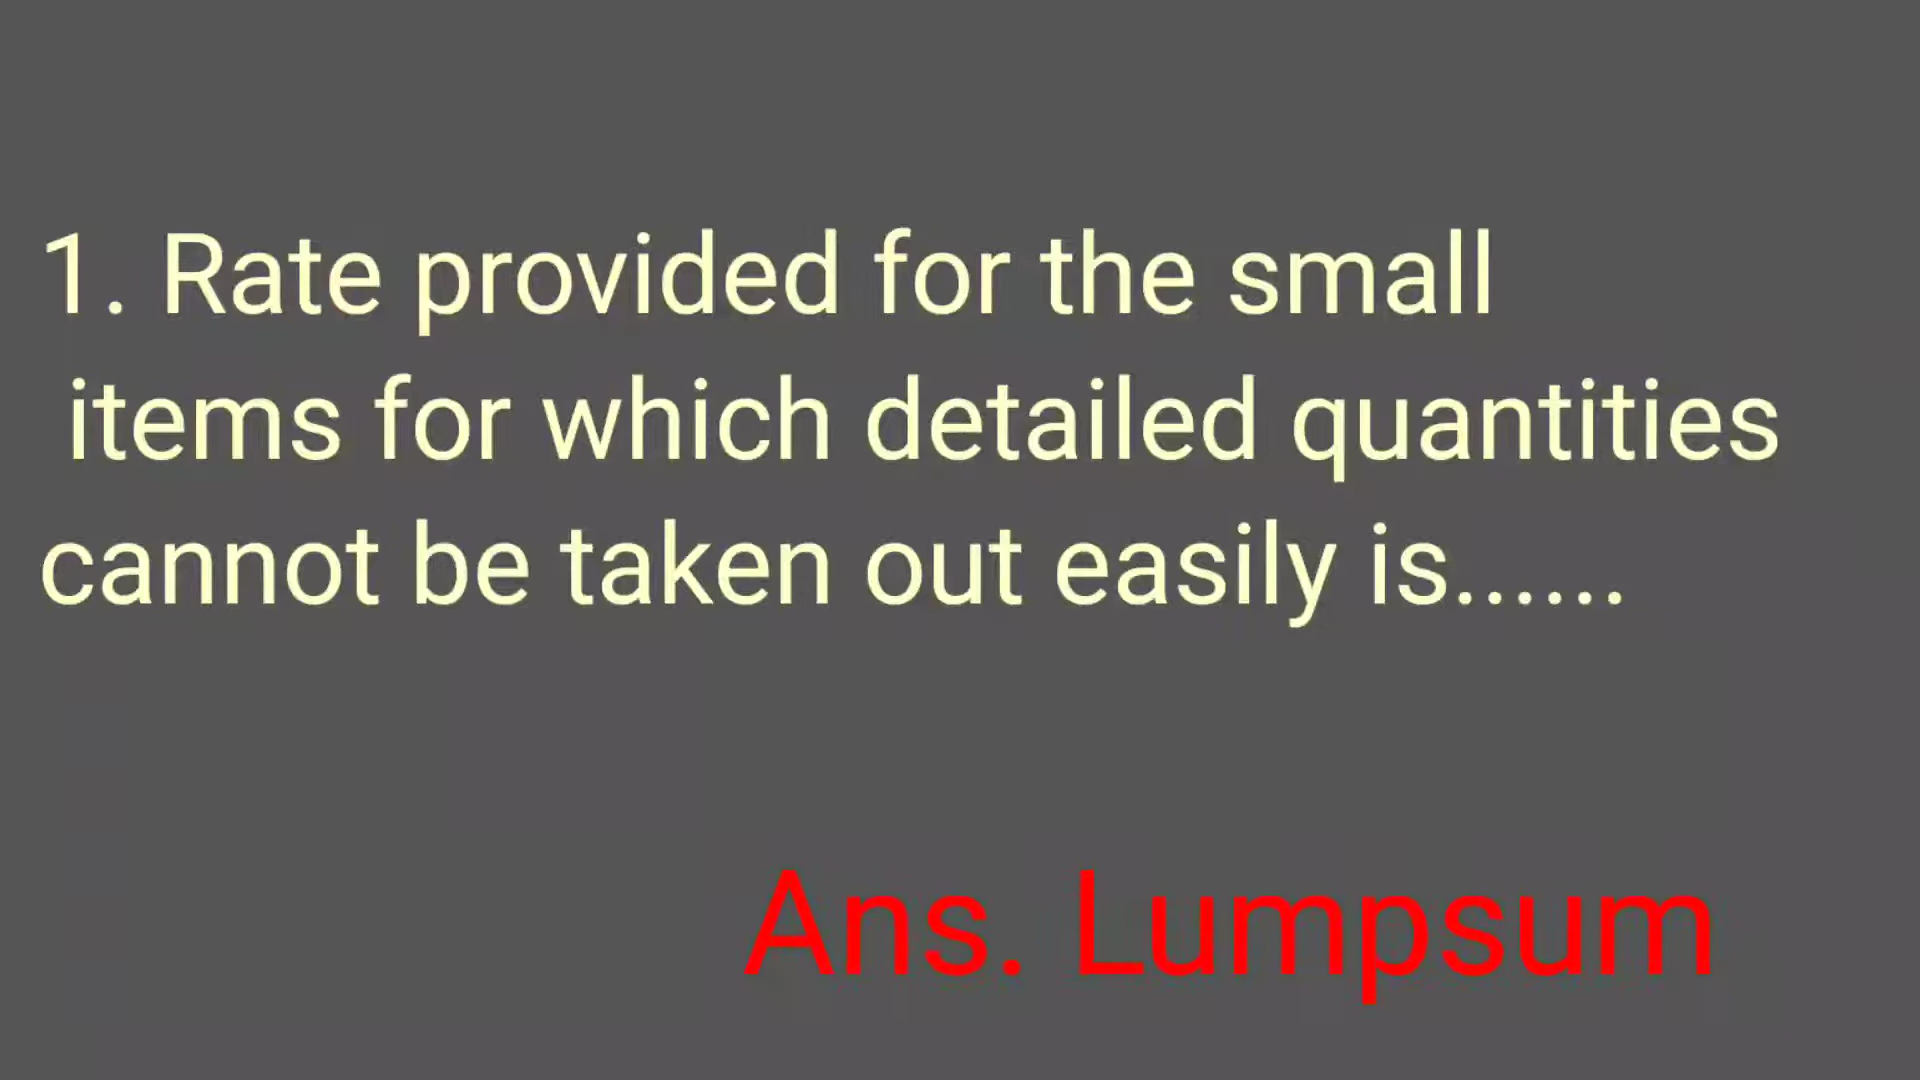 1. Rate provided for the small
items for which detailed quantities
cannot be taken out easily is......
Ans. Lumpsum